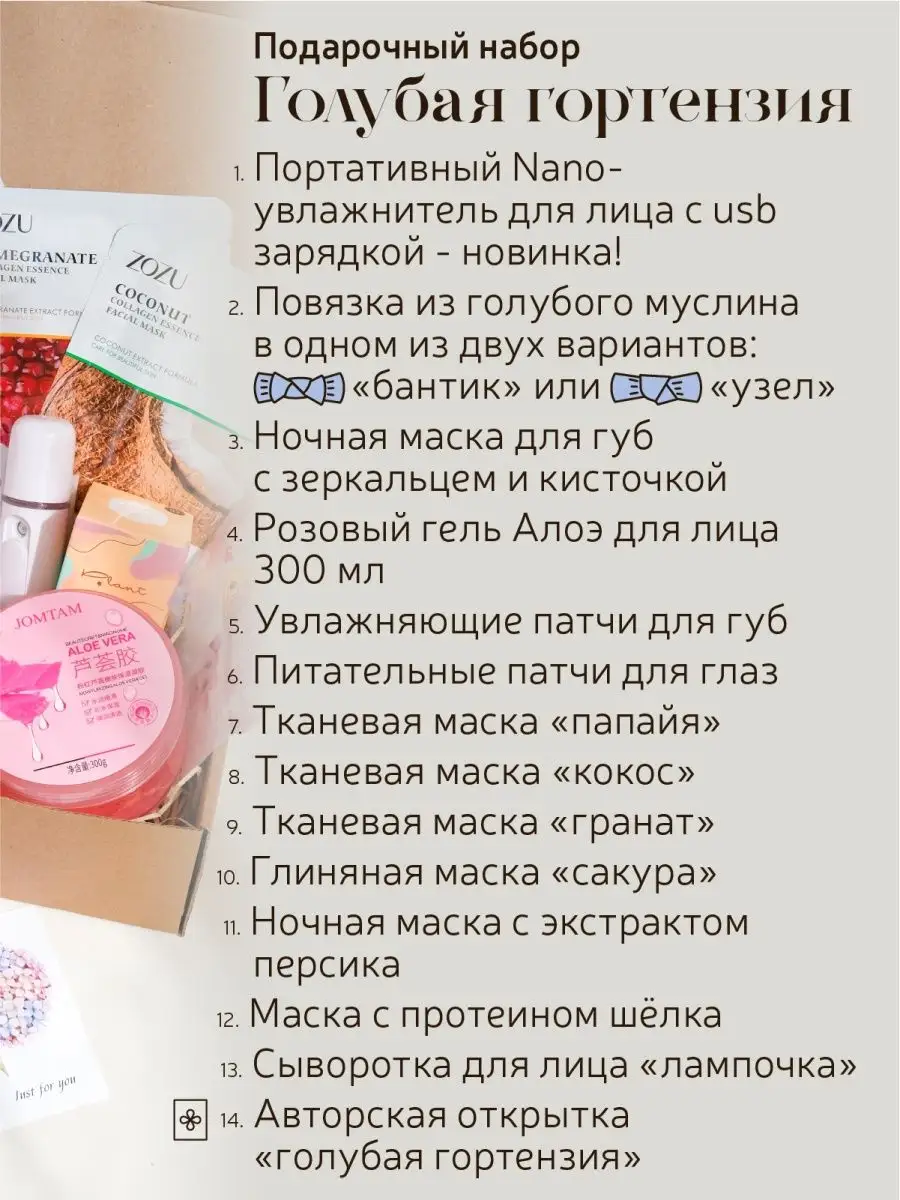 Подарочный набор
Голубая гортензия
1. Портативный Nano-
увлажнитель для лица с usb
зарядкой - новинка!
2. Повязка из голубого муслина
в одном из двух вариантов:
«бантик» или «узел»
3. Ночная маска для губ
с зеркальцем и кисточкой
4. Розовый гель Алоэ для лица
300 мл
5. Увлажняющие патчи для губ
6. Питательные патчи для глаз
7. Тканевая маска «папайя»
8. Тканевая маска «кокос»
9. Тканевая маска «гранат»
10. Глиняная маска «сакура»
11. Ночная маска с экстрактом
персика
12. Маска с протеином шёлка
13. Сыворотка для лица «лампочка»
14. Авторская открытка
«голубая гортензия»
OZU
MEGRANATE
AGEN ESSENCE
L MASK
ZOZU
COCONUT
COLLAGEN ESSENCE
FACIAL MASK
COCONUT EXTRACT FORMULA
Plant
JOMTAM
ALOE VERA
芦荟胶
净含量:300g
Just for you